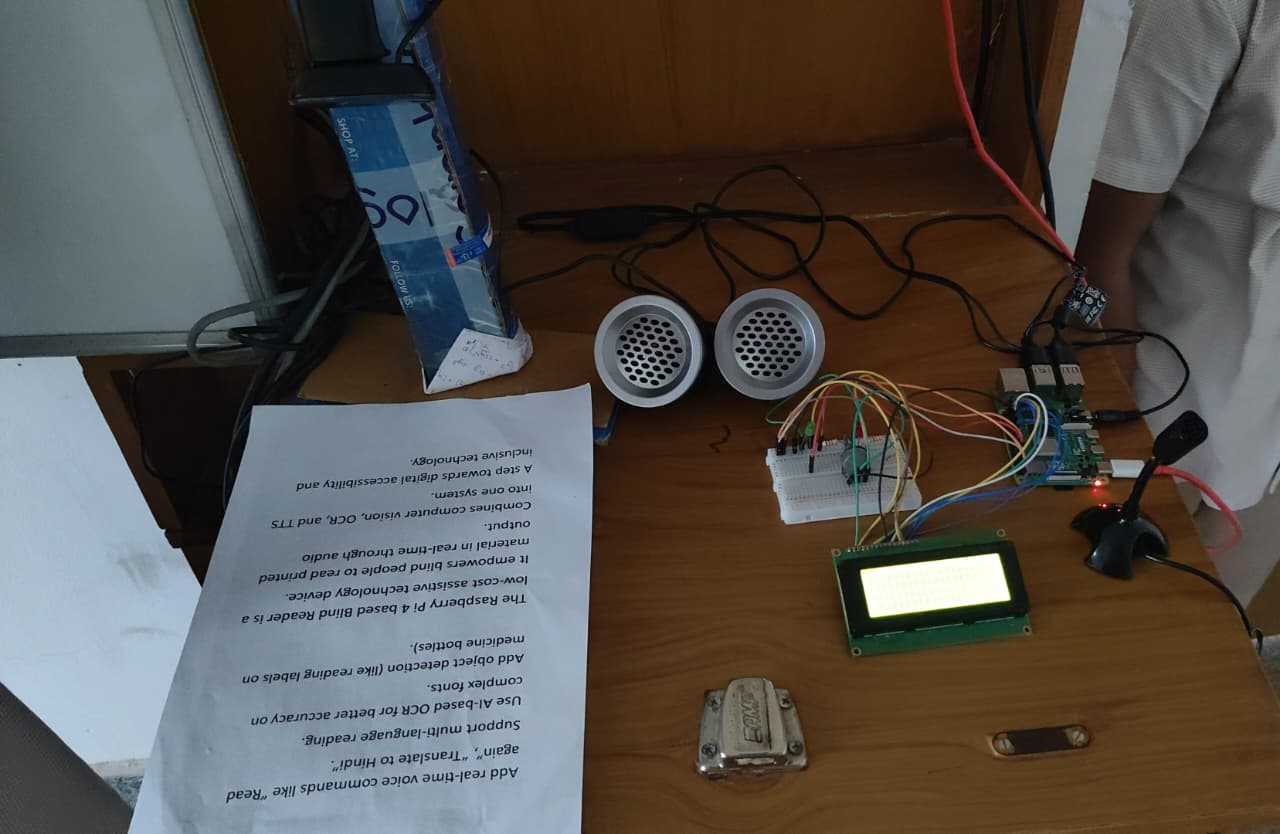 Add real-time voice commands like “Read
again”, “Translate to Hindi”.
Support multi-language reading.
Use AI-based OCR for better accuracy on
complex fonts.
Add object detection (like reading labels on
medicine bottles).
The Raspberry Pi 4 based Blind Reader is a
low-cost assistive technology device.
It empowers blind people to read printed
material in real-time through audio
output.
Combines computer vision, OCR, and TTS
into one system.
A step towards digital accessibility and
inclusive technology.
SHOP AT:
FOLLOW US: